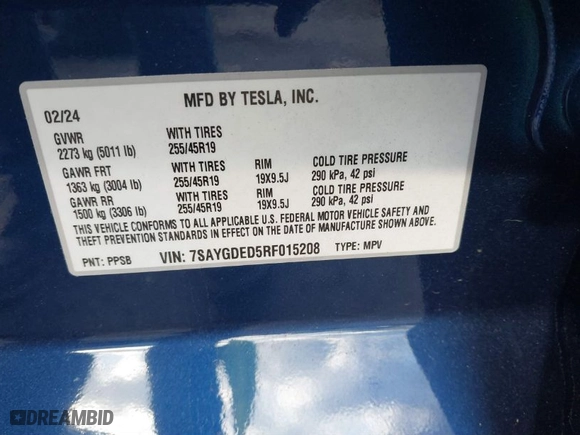 MFD BY TESLA, INC.
02/24
GVWR WITH TIRES
2273 kg (5011 lb) 255/45R19
GAWR FRT WITH TIRES RIM COLD TIRE PRESSURE
1363 kg (3004 lb) 255/45R19 19X9.5J 290 kPa, 42 psi
GAWR RR WITH TIRES RIM COLD TIRE PRESSURE
1500 kg (3306 lb) 255/45R19 19X9.5J 290 kPa, 42 psi
THIS VEHICLE CONFORMS TO ALL APPLICABLE U.S. FEDERAL MOTOR VEHICLE SAFETY AND
THEFT PREVENTION STANDARDS IN EFFECT ON THE DATE OF MANUFACTURE SHOWN ABOVE.
PNT: PPSB VIN: 7SAYGDED5RF015208 TYPE: MPV
DREAMBID